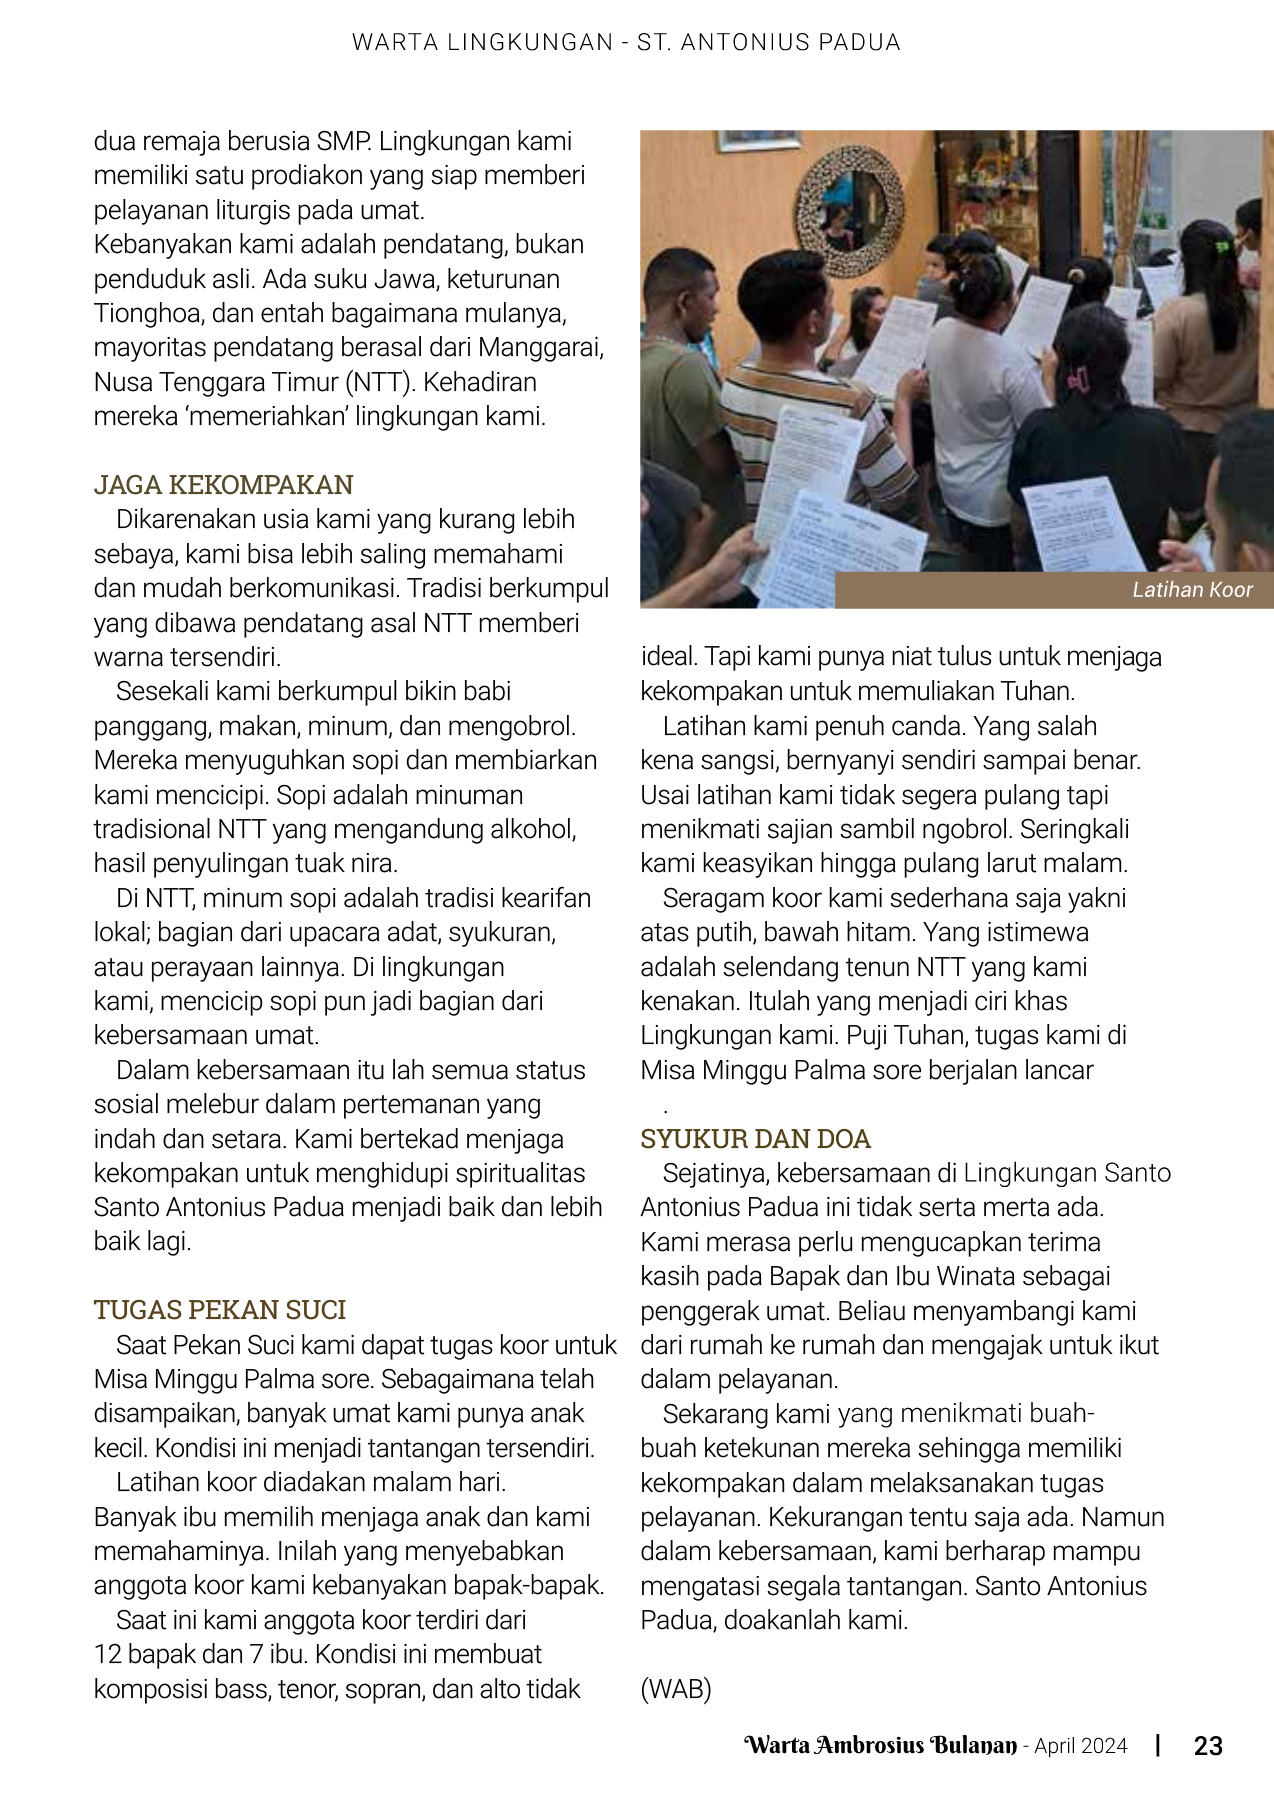 WARTA LINGKUNGAN - ST. ANTONIUS PADUA
dua remaja berusia SMP. Lingkungan kami
memiliki satu prodiakon yang siap memberi
pelayanan liturgis pada umat.
Kebanyakan kami adalah pendatang, bukan
penduduk asli. Ada suku Jawa, keturunan
Tionghoa, dan entah bagaimana mulanya,
mayoritas pendatang berasal dari Manggarai,
Nusa Tenggara Timur (NTT). Kehadiran
mereka ‘memeriahkan’ lingkungan kami.
JAGA KEKOMPAKAN
Dikarenakan usia kami yang kurang lebih
sebaya, kami bisa lebih saling memahami
dan mudah berkomunikasi. Tradisi berkumpul
yang dibawa pendatang asal NTT memberi
warna tersendiri.
Sesekali kami berkumpul bikin babi
panggang, makan, minum, dan mengobrol.
Mereka menyuguhkan sopi dan membiarkan
kami mencicipi. Sopi adalah minuman
tradisional NTT yang mengandung alkohol,
hasil penyulingan tuak nira.
Di NTT, minum sopi adalah tradisi kearifan
lokal; bagian dari upacara adat, syukuran,
atau perayaan lainnya. Di lingkungan
kami, mencicip sopi pun jadi bagian dari
kebersamaan umat.
Dalam kebersamaan itu lah semua status
sosial melebur dalam pertemanan yang
indah dan setara. Kami bertekad menjaga
kekompakan untuk menghidupi spiritualitas
Santo Antonius Padua menjadi baik dan lebih
baik lagi.
TUGAS PEKAN SUCI
Saat Pekan Suci kami dapat tugas koor untuk
Misa Minggu Palma sore. Sebagaimana telah
disampaikan, banyak umat kami punya anak
kecil. Kondisi ini menjadi tantangan tersendiri.
Latihan koor diadakan malam hari.
Banyak ibu memilih menjaga anak dan kami
memahaminya. Inilah yang menyebabkan
anggota koor kami kebanyakan bapak-bapak.
Saat ini kami anggota koor terdiri dari
12 bapak dan 7 ibu. Kondisi ini membuat
komposisi bass, tenor, sopran, dan alto tidak
Latihan Koor
ideal. Tapi kami punya niat tulus untuk menjaga
kekompakan untuk memuliakan Tuhan.
Latihan kami penuh canda. Yang salah
kena sangsi, bernyanyi sendiri sampai benar.
Usai latihan kami tidak segera pulang tapi
menikmati sajian sambil ngobrol. Seringkali
kami keasyikan hingga pulang larut malam.
Seragam koor kami sederhana saja yakni
atas putih, bawah hitam. Yang istimewa
adalah selendang tenun NTT yang kami
kenakan. Itulah yang menjadi ciri khas
Lingkungan kami. Puji Tuhan, tugas kami di
Misa Minggu Palma sore berjalan lancar
.
SYUKUR DAN DOA
Sejatinya, kebersamaan di Lingkungan Santo
Antonius Padua ini tidak serta merta ada.
Kami merasa perlu mengucapkan terima
kasih pada Bapak dan Ibu Winata sebagai
penggerak umat. Beliau menyambangi kami
dari rumah ke rumah dan mengajak untuk ikut
dalam pelayanan.
Sekarang kami yang menikmati buah-
buah ketekunan mereka sehingga memiliki
kekompakan dalam melaksanakan tugas
pelayanan. Kekurangan tentu saja ada. Namun
dalam kebersamaan, kami berharap mampu
mengatasi segala tantangan. Santo Antonius
Padua, doakanlah kami.
(WAB)
Warta Ambrosius Bulanan - April 2024 | 23